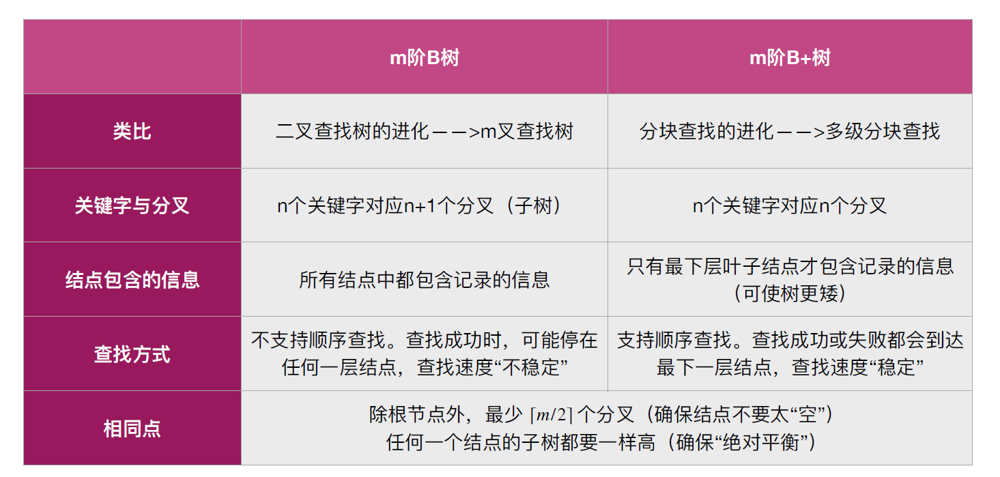 m阶B树
m阶B+树
类比
二叉查找树的进化——>m叉查找树
分块查找的进化——>多级分块查找
关键字与分叉
n个关键字对应n+1个分叉（子树）
n个关键字对应n个分叉
结点包含的信息
所有结点中都包含记录的信息
只有最下层叶子结点才包含记录的信息
（可使树更矮）
查找方式
不支持顺序查找。查找成功时，可能停在
任何一层结点，查找速度“不稳定”
支持顺序查找。查找成功或失败都会到达
最下一层结点，查找速度“稳定”
相同点
除根节点外，最少 ⌈m/2⌉ 个分叉（确保结点不要太“空”）
任何一个结点的子树都要一样高（确保“绝对平衡”）